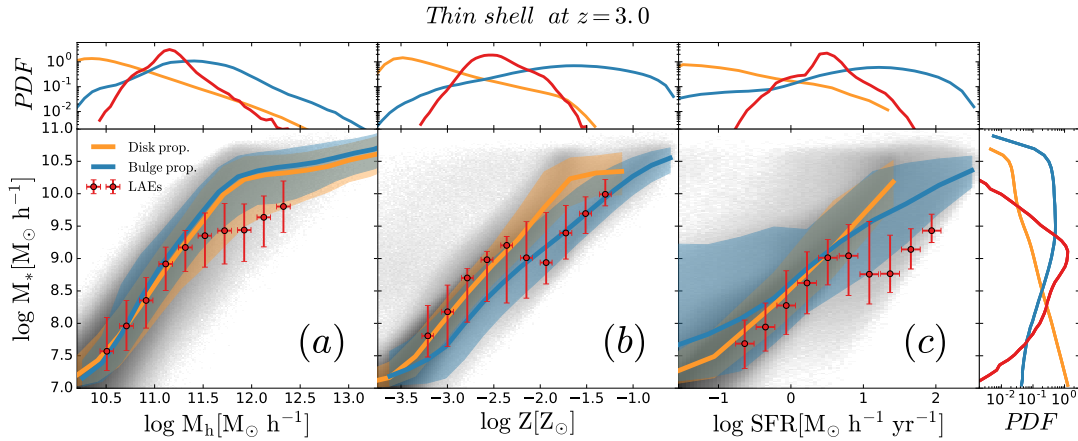 Thin shell at z = 3.0
PDF
10⁰
10⁻¹
10⁻²
11.0
10.5
10.0
9.5
9.0
8.5
8.0
7.5
7.0
log M* [M⊙ h⁻¹]
Disk prop.
Bulge prop.
LAEs
(a)
(b)
(c)
10.5 11.0 11.5 12.0 12.5 13.0
log Mh[M⊙ h⁻¹]
−3.5 −3.0 −2.5 −2.0 −1.5 −1.0
log Z[Z⊙]
−1 0 1 2
log SFR[M⊙ h⁻¹ yr⁻¹]
10⁻² 10⁻¹ 10⁰
PDF